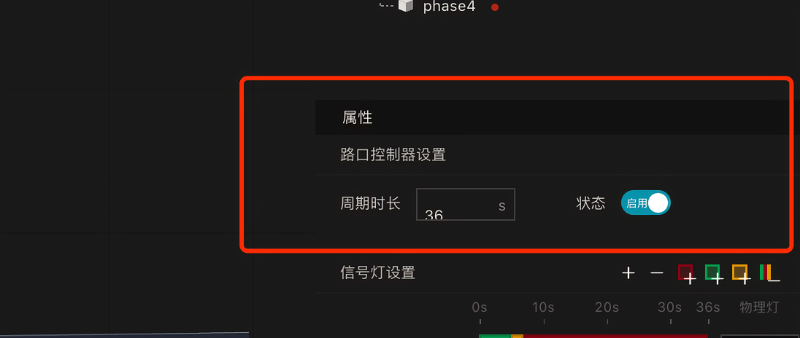 phase4
属性
路口控制器设置
周期时长 36 s 状态 启用
信号灯设置
0s 10s 20s 30s 36s 物理灯